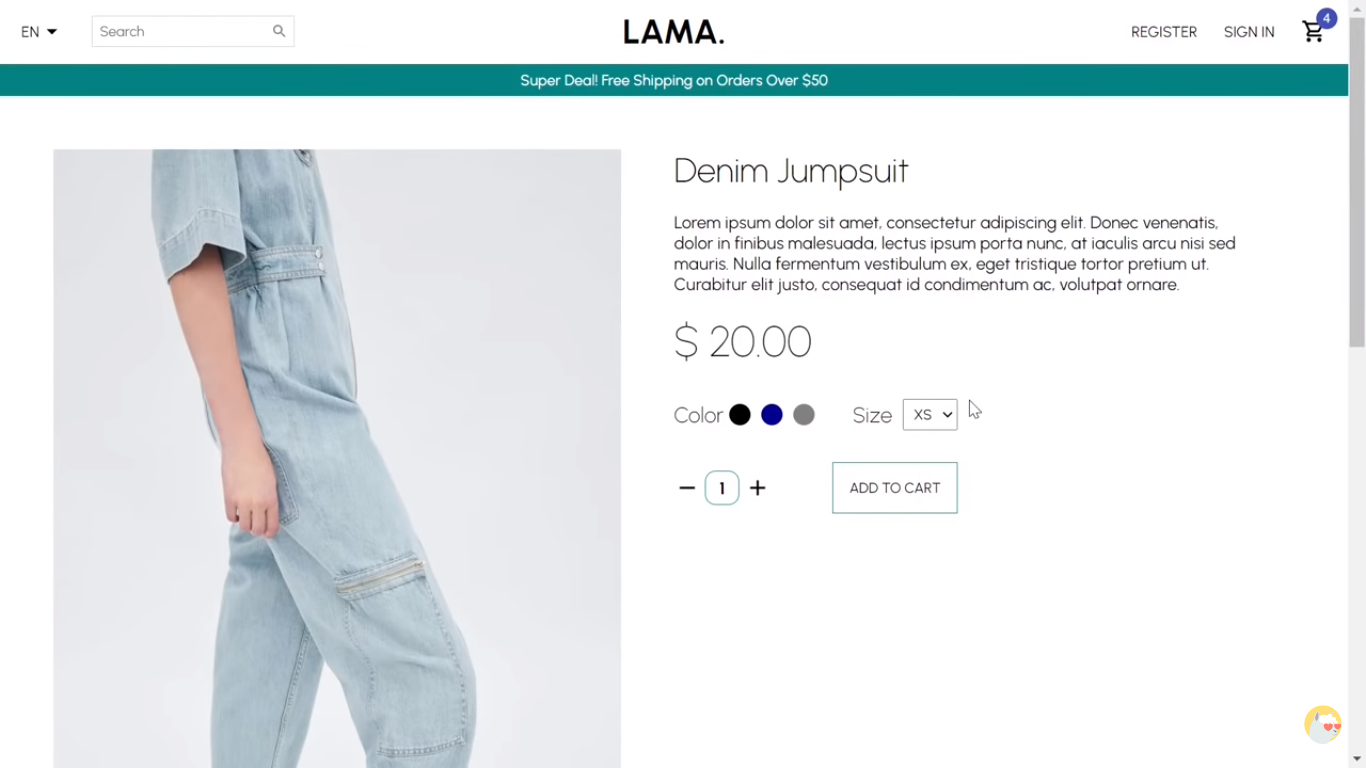 EN
Search
LAMA.
REGISTER
SIGN IN
4
Super Deal! Free Shipping on Orders Over $50
Denim Jumpsuit
Lorem ipsum dolor sit amet, consectetur adipiscing elit. Donec venenatis,
dolor in finibus malesuada, lectus ipsum porta nunc, at iaculis arcu nisi sed
mauris. Nulla fermentum vestibulum ex, eget tristique tortor pretium ut.
Curabitur elit justo, consequat id condimentum ac, volutpat ornare.
$ 20.00
Color
Size
XS
1
ADD TO CART